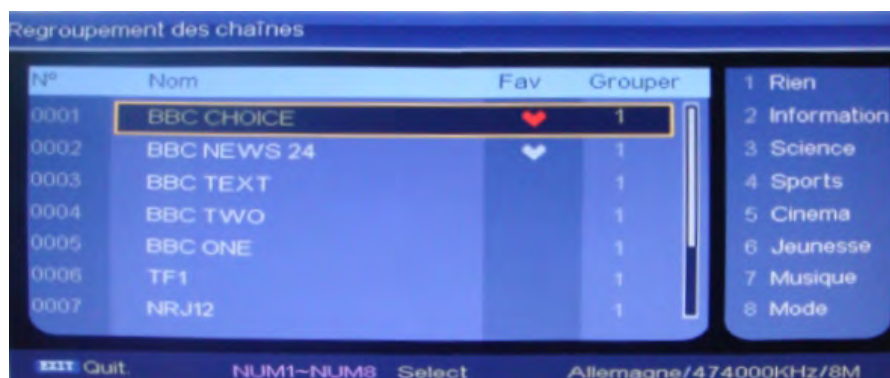 Regroupement des chaînes
N° Nom Fav Grouper
0001 BBC CHOICE 1
0002 BBC NEWS 24 1
0003 BBC TEXT 1
0004 BBC TWO 1
0005 BBC ONE 1
0006 TF1 1
0007 NRJ12 1
1 Rien
2 Information
3 Science
4 Sports
5 Cinema
6 Jeunesse
7 Musique
8 Mode
EXIT Quit. NUM1~NUM8 Select Allemagne/474000KHz/8M